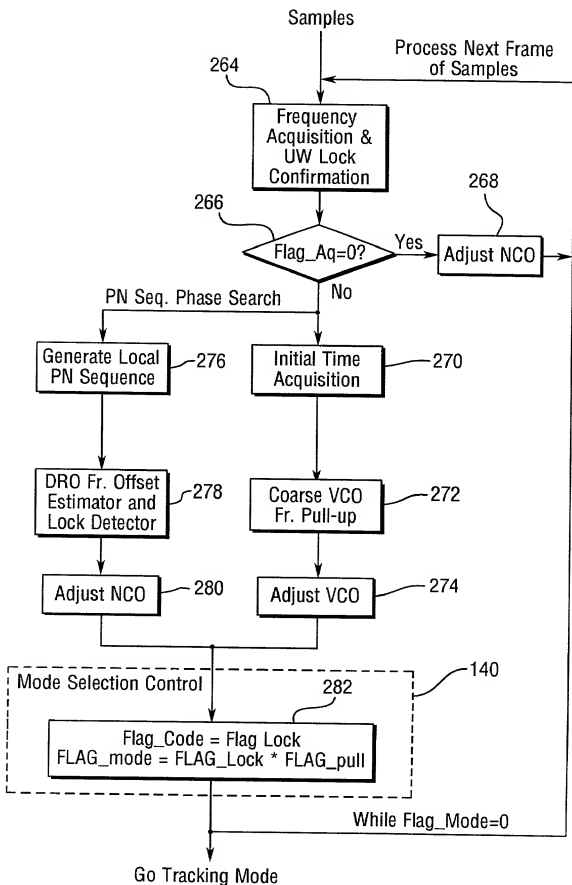 Samples
Process Next Frame
of Samples
264
Frequency
Acquisition &
UW Lock
Confirmation
266
268
Flag_Aq=0?
Yes
Adjust NCO
No
PN Seq. Phase Search
Generate Local
PN Sequence
276
Initial Time
Acquisition
270
DRO Fr. Offset
Estimator and
Lock Detector
278
Coarse VCO
Fr. Pull-up
272
Adjust NCO
280
Adjust VCO
274
140
Mode Selection Control
282
Flag_Code = Flag Lock
FLAG_mode = FLAG_Lock * FLAG_pull
While Flag_Mode=0
Go Tracking Mode